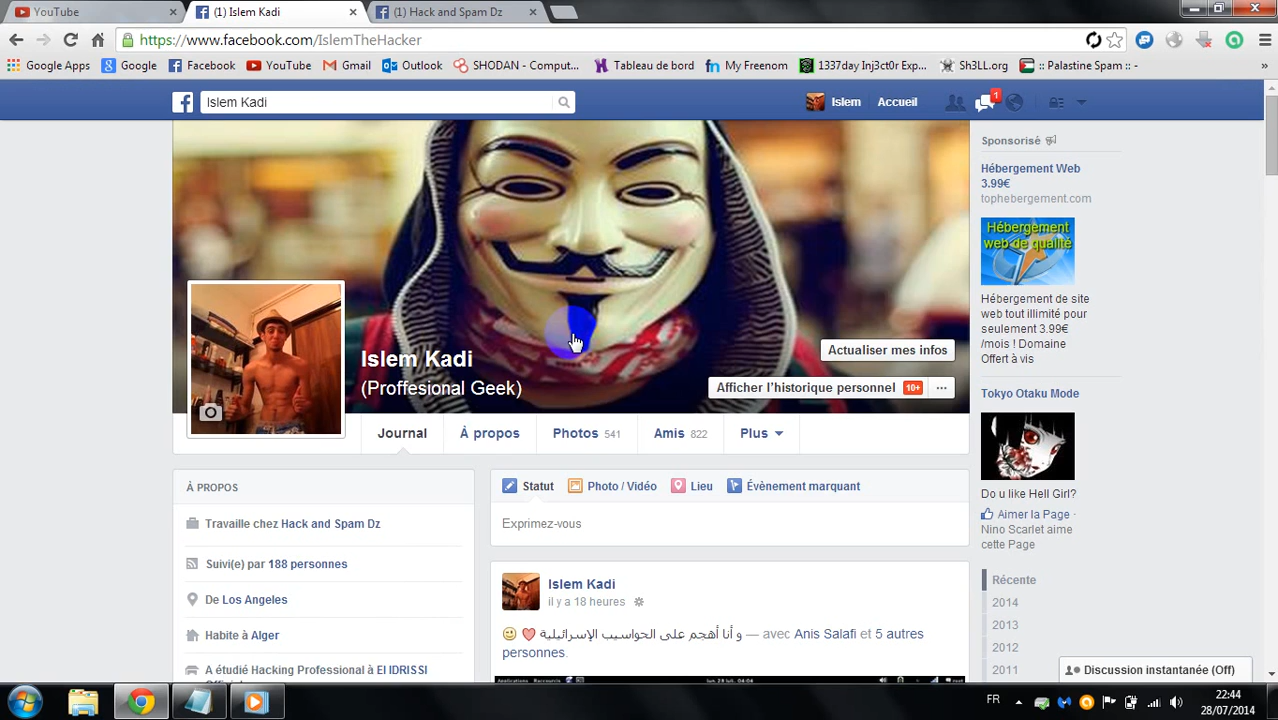 YouTube
(1) Islem Kadi
(1) Hack and Spam Dz
https://www.facebook.com/IslemTheHacker
Google Apps Google Facebook YouTube Gmail Outlook SHODAN - Comput... Tableau de bord My Freenom 1337day Inj3ct0r Exp... Sh3LL.org :: Palastine Spam :: - »
Islem Kadi
Islem Accueil 1
Sponsorisé
Hébergement Web
3.99€
tophebergement.com
Hébergement
web de qualité
Hébergement de site
web tout illimité pour
seulement 3.99€
mois ! Domaine
Offert à vis
Islem Kadi
(Proffesional Geek)
Actualiser mes infos
Afficher l'historique personnel 10+ ...
Journal À propos Photos 541 Amis 822 Plus
Tokyo Otaku Mode
Do u like Hell Girl?
Aimer la Page ·
Nino Scarlet aime
cette Page
À PROPOS
Travaille chez Hack and Spam Dz
Suivi(e) par 188 personnes
De Los Angeles
Habite à Alger
A étudié Hacking Professional à El IDRISSI
Statut Photo / Vidéo Lieu Évènement marquant
Exprimez-vous
Islem Kadi
il y a 18 heures
و أنا أهجم على الحواسيب الإسرائيلية — avec Anis Salafi et 5 autres
personnes.
Applications Raccourcis lun. 28 juil. 04:04
Récente
2014
2013
2012
2011
Discussion instantanée (Off)
FR
22:44
28/07/2014